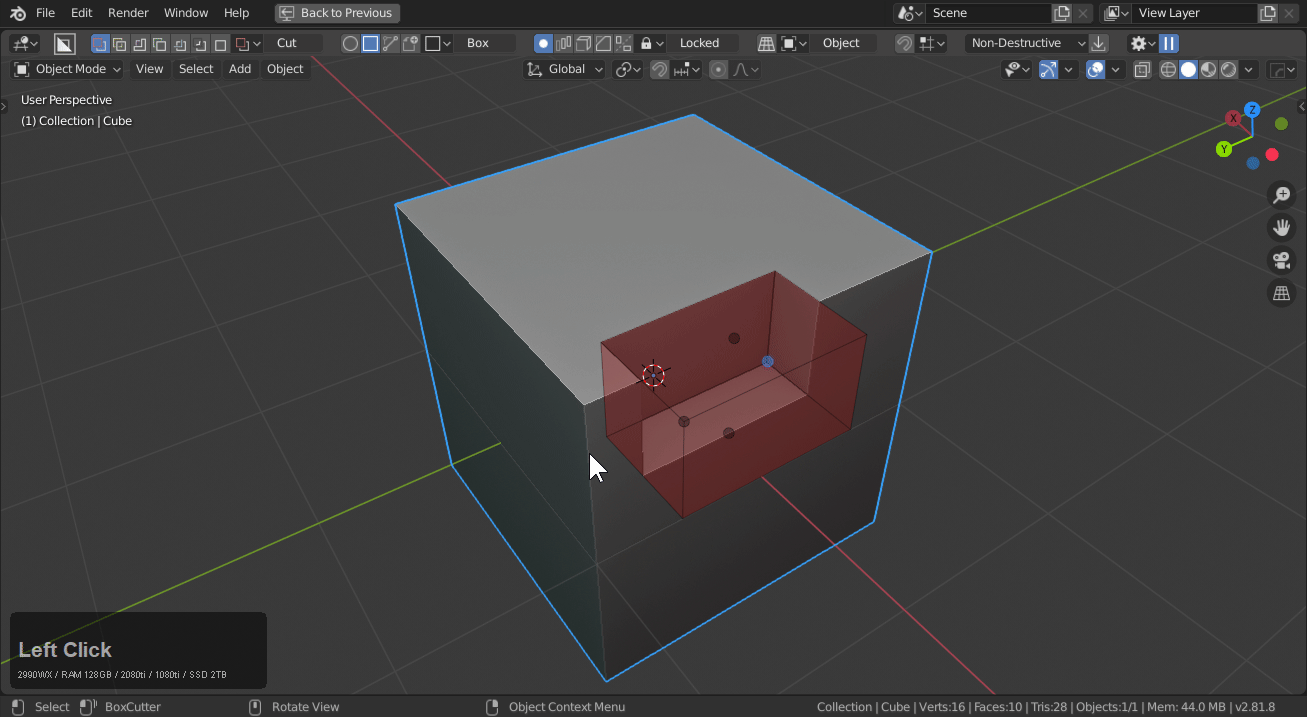 File Edit Render Window Help Back to Previous Scene View Layer
Cut Box Locked Object Non-Destructive
Object Mode View Select Add Object Global
User Perspective
(1) Collection | Cube
Z
X
Y
Left Click
2990WX / RAM 128GB / 2080ti / 1080ti / SSD 2TB
Select BoxCutter Rotate View Object Context Menu Collection | Cube | Verts:16 | Faces:10 | Tris:28 | Objects:1/1 | Mem: 44.0 MB | v2.81.8